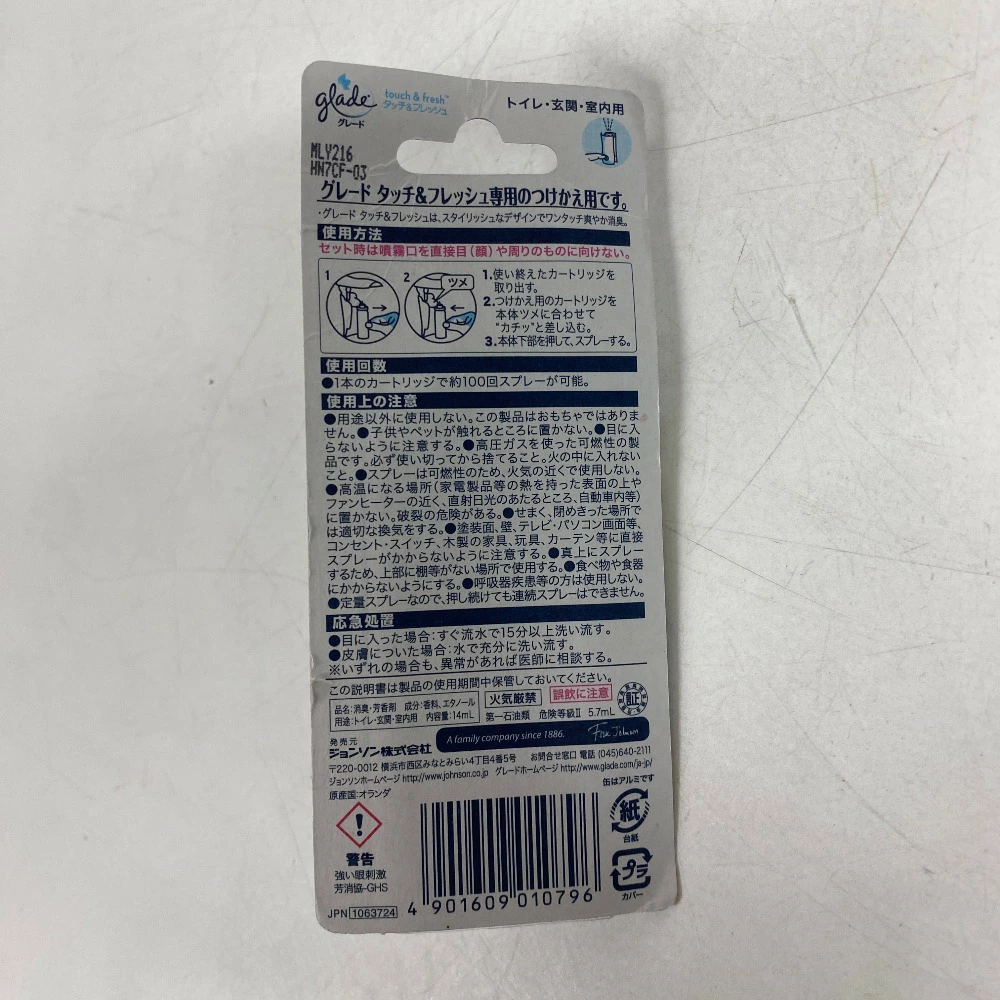 glade
グレード
touch & fresh™
タッチ&フレッシュ
トイレ・玄関・室内用
MLY216
HN7CF-03
グレード タッチ&フレッシュ専用のつけかえ用です。
・グレード タッチ&フレッシュは、スタイリッシュなデザインでワンタッチ爽やか消臭。
使用方法
セット時は噴霧口を直接目(顔)や周りのものに向けない。
1
2
ツメ
1.使い終えたカートリッジを
取り出す。
2.つけかえ用のカートリッジを
本体ツメに合わせて
“カチッ”と差し込む。
3.本体下部を押して、スプレーする。
使用回数
●1本のカートリッジで約100回スプレーが可能。
使用上の注意
●用途以外に使用しない。この製品はおもちゃではありま
せん。●子供やペットが触れるところに置かない。●目に入
らないように注意する。●高圧ガスを使った可燃性の製
品です。必ず使い切ってから捨てること。火の中に入れない
こと。●スプレーは可燃性のため、火気の近くで使用しない。
●高温になる場所(家電製品等の熱を持った表面の上や
ファンヒーターの近く、直射日光のあたるところ、自動車内等)
に置かない。破裂の危険がある。●せまく、閉めきった場所で
は適切な換気をする。●塗装面、壁、テレビ・パソコン画面等、
コンセント・スイッチ、木製の家具、玩具、カーテン等に直接
スプレーがかからないように注意する。●真上にスプレー
するため、上部に棚等がない場所で使用する。●食べ物や食器
にかからないようにする。●呼吸器疾患等の方は使用しない。
●定量スプレーなので、押し続けても連続スプレーはできません。
応急処置
●目に入った場合:すぐ流水で15分以上洗い流す。
●皮膚についた場合:水で充分に洗い流す。
※いずれの場合も、異常があれば医師に相談する。
この説明書は製品の使用期間中保管しておいてください。
品名:消臭・芳香剤 成分:香料、エタノール
用途:トイレ・玄関・室内用 内容量:14mL
火気厳禁
誤飲に注意
第一石油類 危険等級Ⅱ 5.7mL
証
発売元
ジョンソン株式会社
A family company since 1886.
〒220-0012 横浜市西区みなとみらい4丁目4番5号 お問合せ窓口 電話 (045)640-2111
ジョンソンホームページ http://www.johnson.co.jp グレードホームページ http://www.glade.com/ja-jp/
原産国:オランダ
缶はアルミです
紙
台紙
プラ
カバー
警告
強い眼刺激
芳消協-GHS
JPN 1063724
4 901609 010796